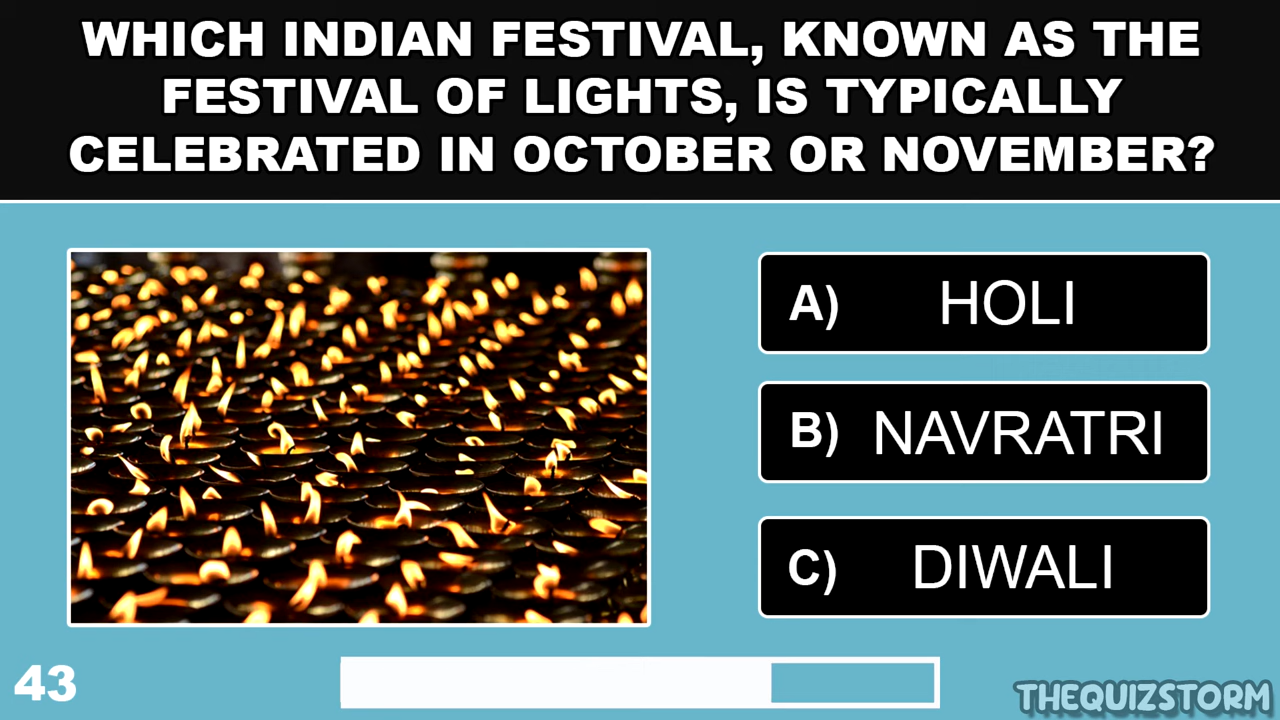 WHICH INDIAN FESTIVAL, KNOWN AS THE
FESTIVAL OF LIGHTS, IS TYPICALLY
CELEBRATED IN OCTOBER OR NOVEMBER?
A) HOLI
B) NAVRATRI
C) DIWALI
43
THEQUIZSTORM